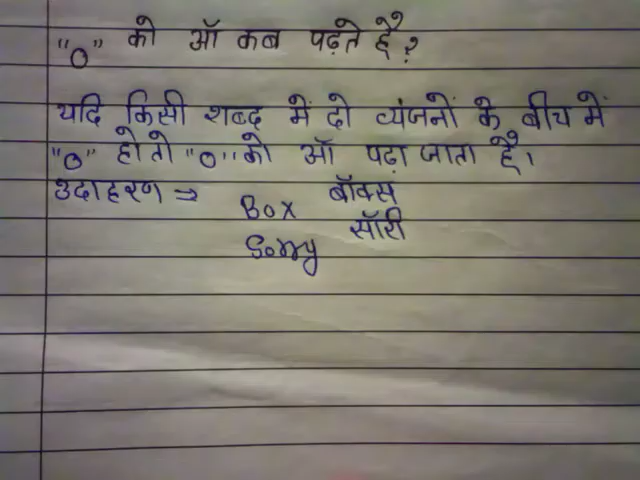 "O" को ऑ कब पढ़ते है?
यदि किसी शब्द में दो व्यंजनों के बीच में
"O" हो तो "O" को ऑ पढ़ा जाता है।
उदाहरण ⇒ Box बॉक्स
Sorry सॉरी